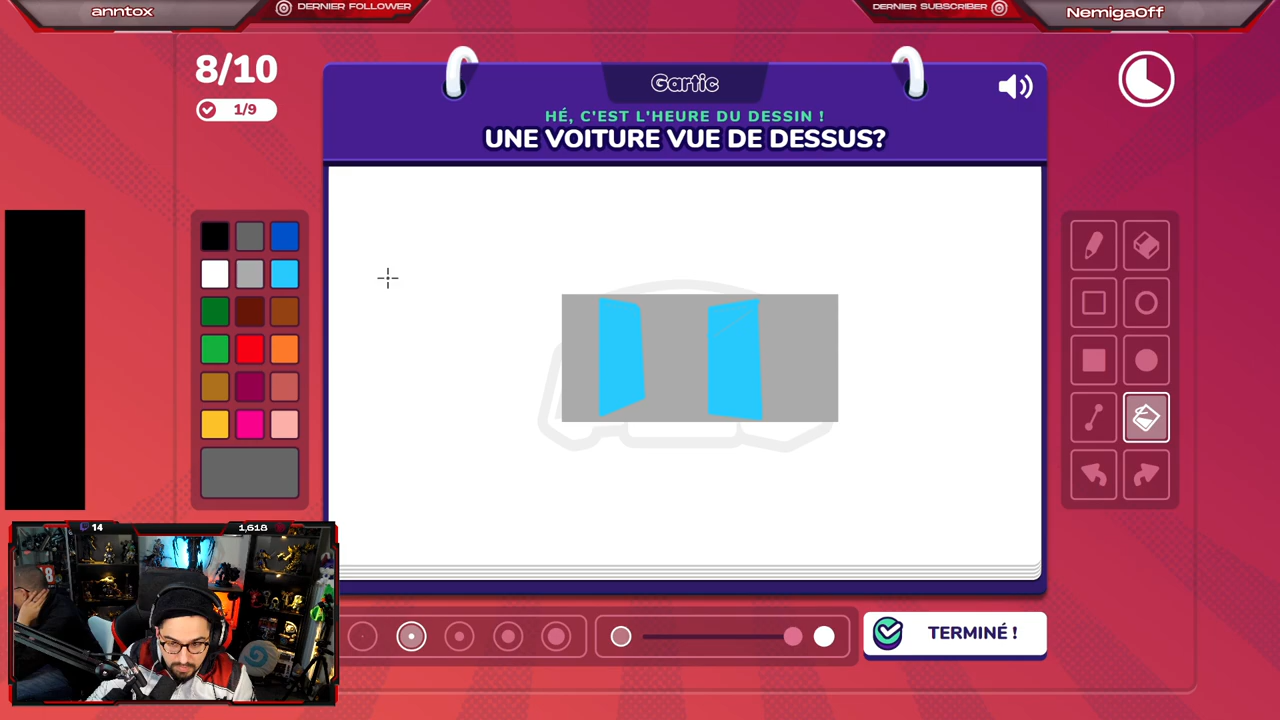 anntox
DERNIER FOLLOWER
DERNIER SUBSCRIBER
NemigaOff
8/10
1/9
Gartic
HÉ, C'EST L'HEURE DU DESSIN !
UNE VOITURE VUE DE DESSUS?
14
1,618
TERMINÉ !